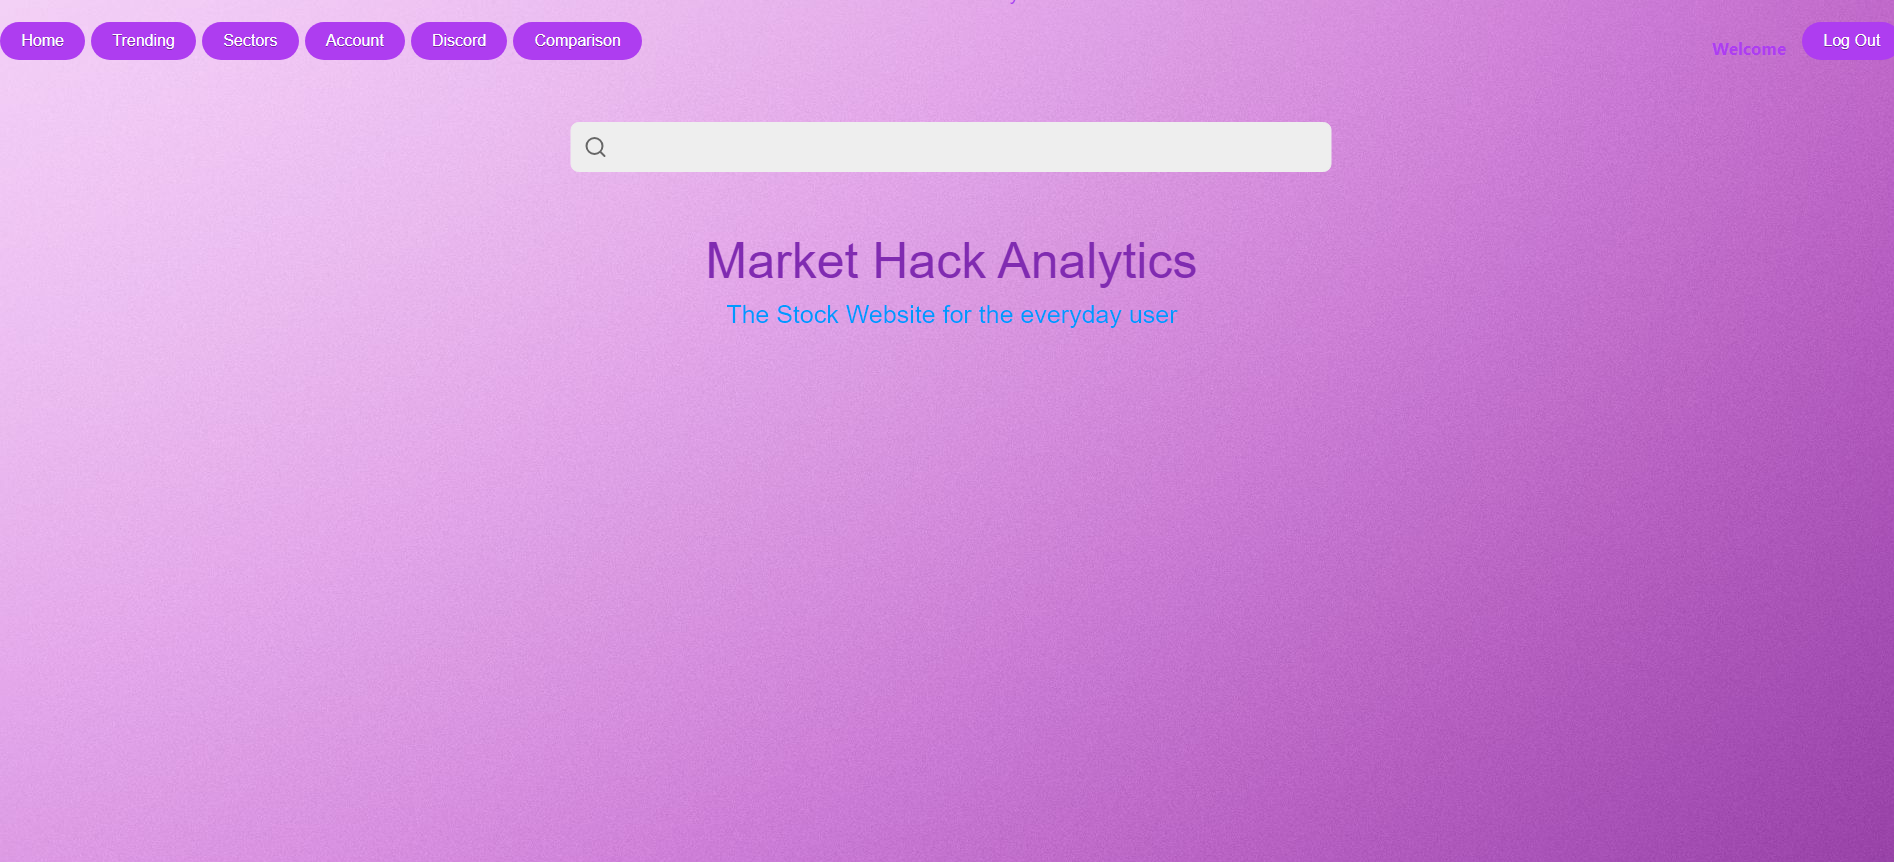 Home Trending Sectors Account Discord Comparison Welcome Log Out
Market Hack Analytics
The Stock Website for the everyday user